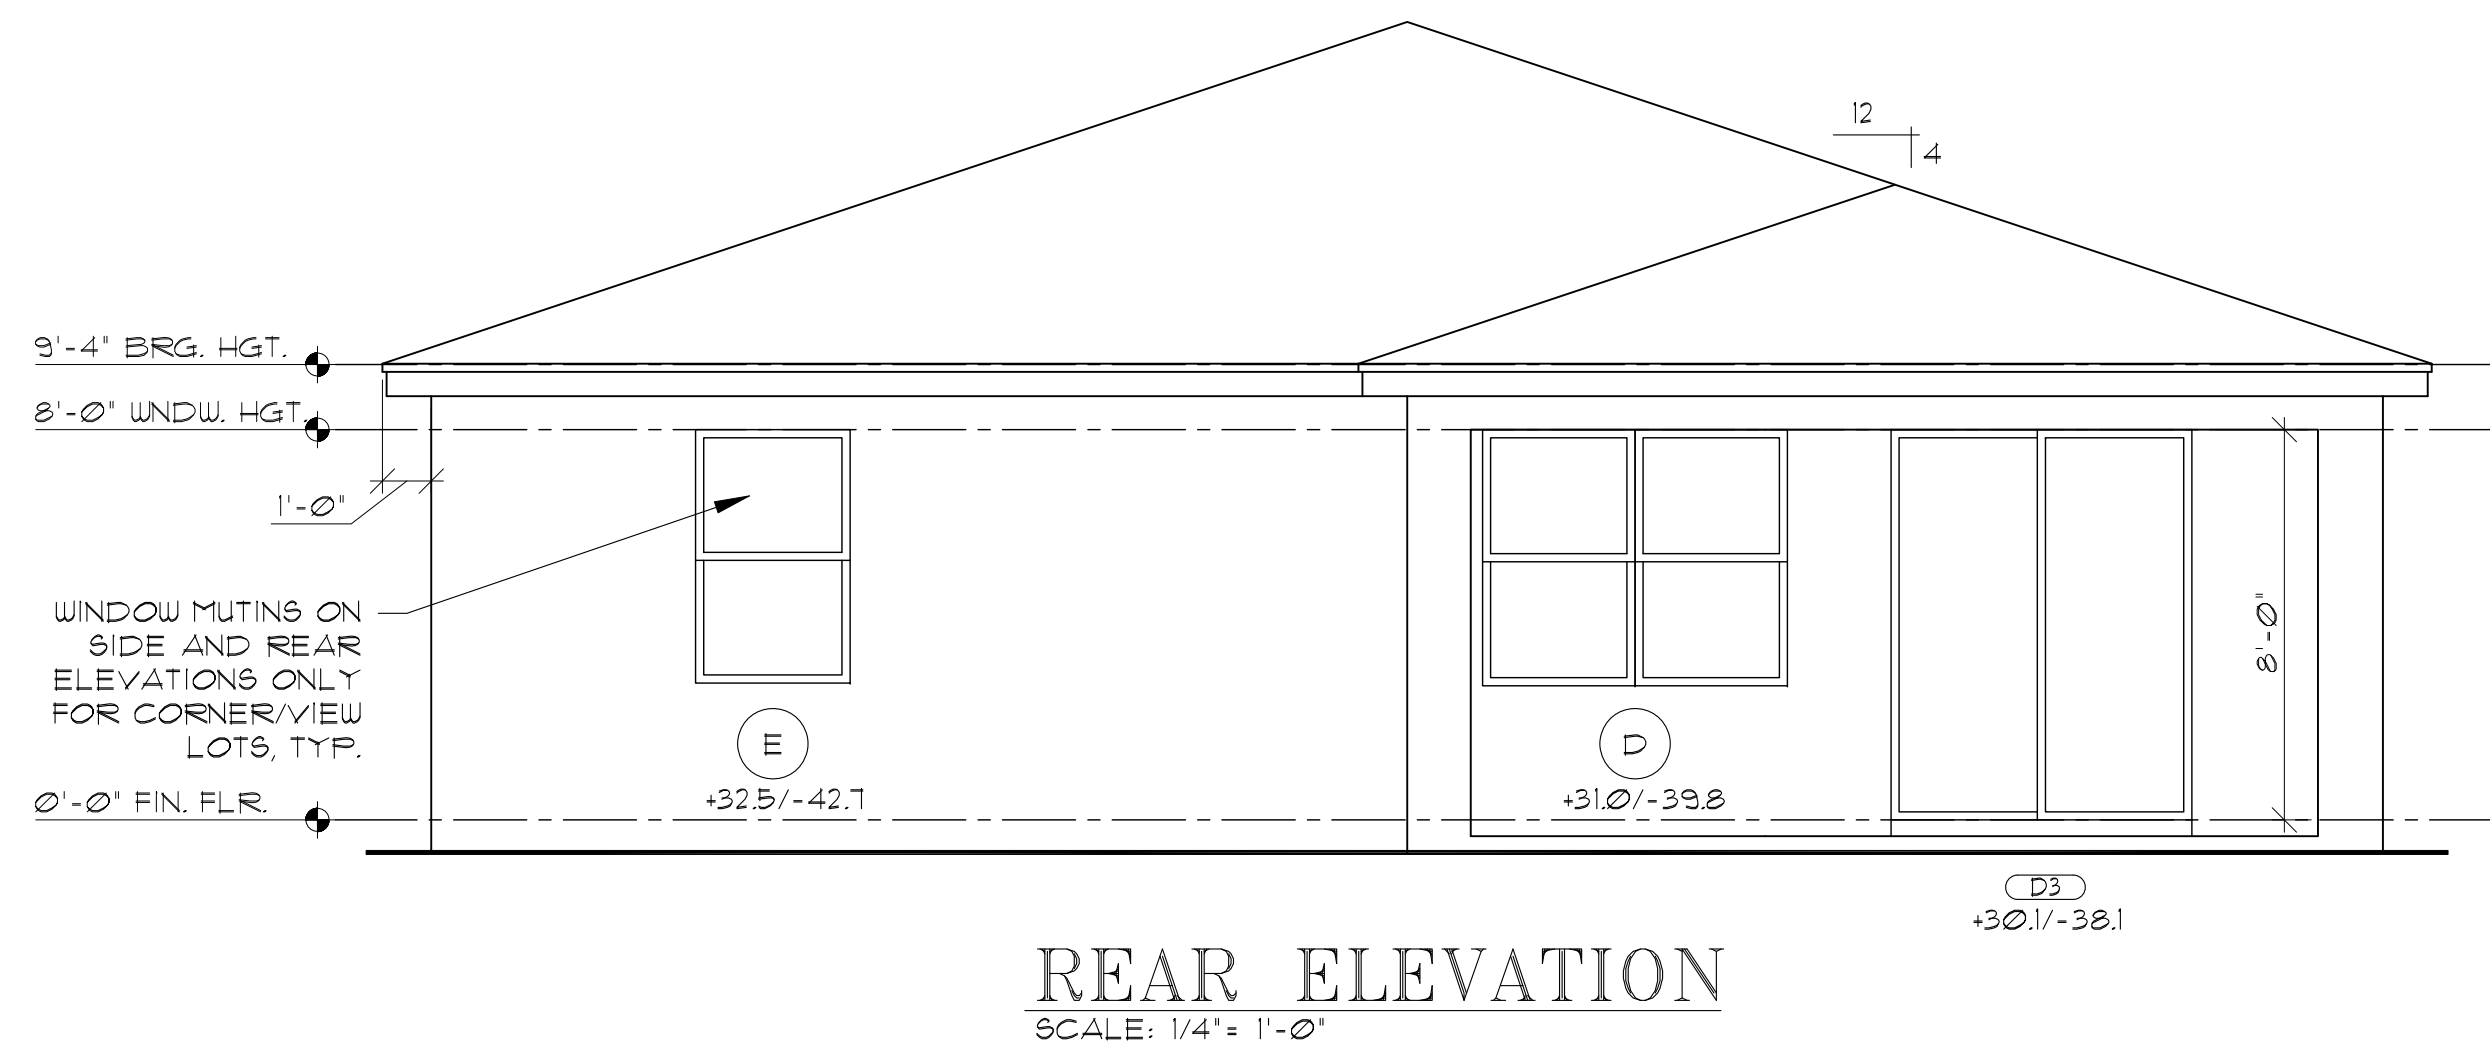 12
4
9'-4" BRG. HGT.
8'-0" WNDW. HGT.
1'-0"
WINDOW MUTINS ON
SIDE AND REAR
ELEVATIONS ONLY
FOR CORNER/VIEW
LOTS, TYP.
8'-0"
E
+32.5/-42.7
D
+31.0/-39.8
0'-0" FIN. FLR.
D3
+30.1/-38.1
REAR ELEVATION
SCALE: 1/4"= 1'-0"